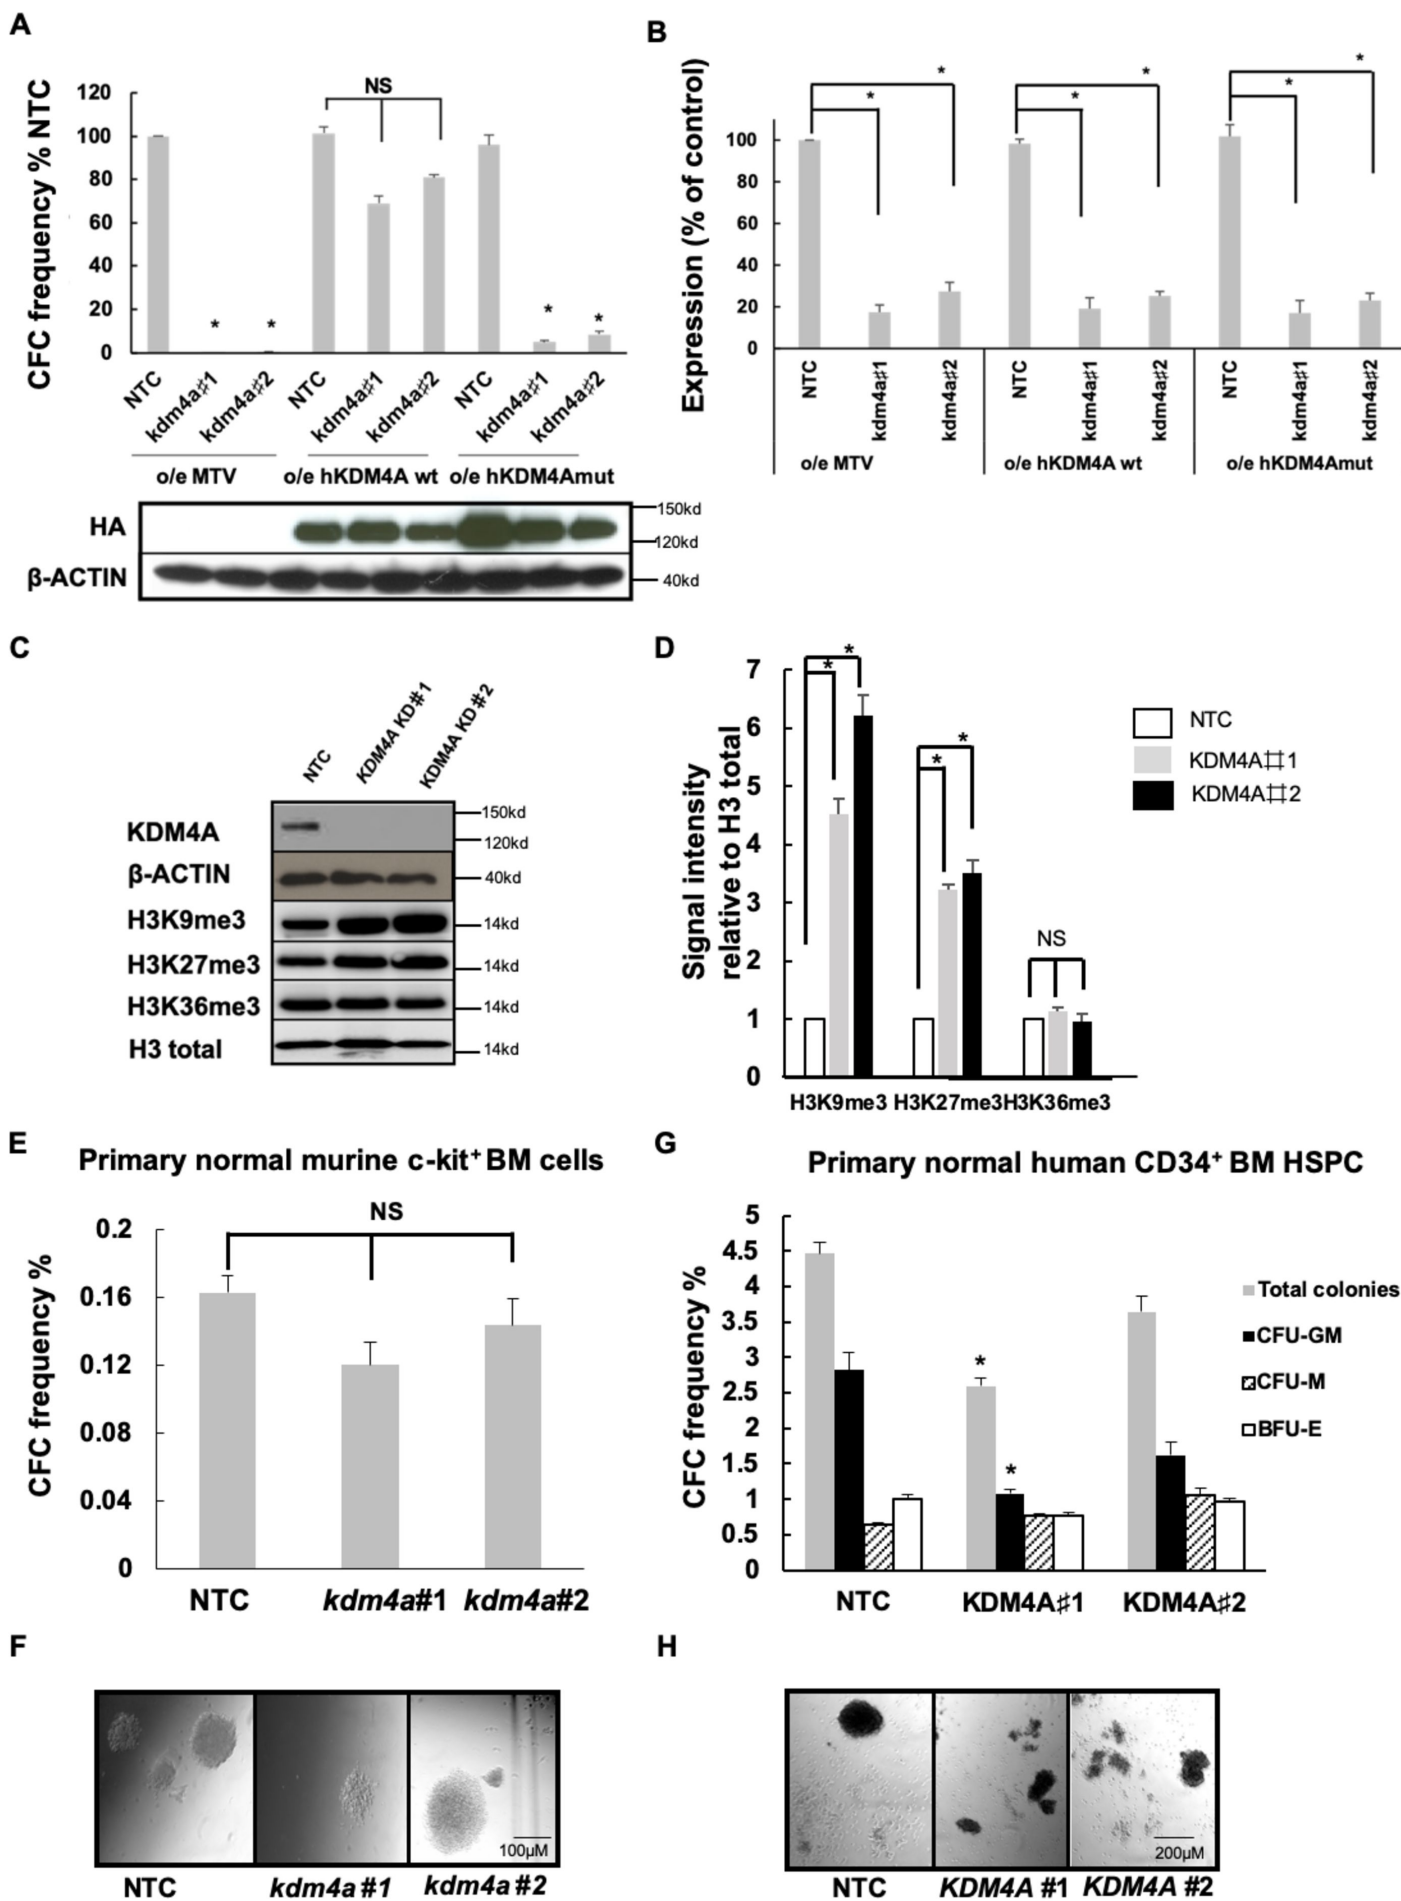 A
CFC frequency % NTC
120
100
80
60
40
20
0
NS
*
*
*
*
NTC
kdm4a♯1
kdm4a♯2
NTC
kdm4a♯1
kdm4a♯2
NTC
kdm4a♯1
kdm4a♯2
o/e MTV
o/e hKDM4A wt
o/e hKDM4Amut
HA
150kd
120kd
β-ACTIN
40kd
B
Expression (% of control)
100
80
60
40
20
0
*
*
*
*
*
*
NTC
kdm4a♯1
kdm4a♯2
NTC
kdm4a♯1
kdm4a♯2
NTC
kdm4a♯1
kdm4a♯2
o/e MTV
o/e hKDM4A wt
o/e hKDM4Amut
C
NTC
KDM4A KD#1
KDM4A KD#2
KDM4A
150kd
120kd
β-ACTIN
40kd
H3K9me3
14kd
H3K27me3
14kd
H3K36me3
14kd
H3 total
14kd
D
Signal intensity
relative to H3 total
7
6
5
4
3
2
1
0
*
*
*
*
NS
H3K9me3
H3K27me3
H3K36me3
NTC
KDM4A♯1
KDM4A♯2
E
Primary normal murine c-kit⁺ BM cells
CFC frequency %
0.2
0.16
0.12
0.08
0.04
0
NS
NTC
kdm4a#1
kdm4a#2
G
Primary normal human CD34⁺ BM HSPC
CFC frequency %
5
4.5
4
3.5
3
2.5
2
1.5
1
0.5
0
*
*
Total colonies
CFU-GM
CFU-M
BFU-E
NTC
KDM4A♯1
KDM4A♯2
F
100µM
NTC
kdm4a #1
kdm4a #2
H
200µM
NTC
KDM4A #1
KDM4A #2